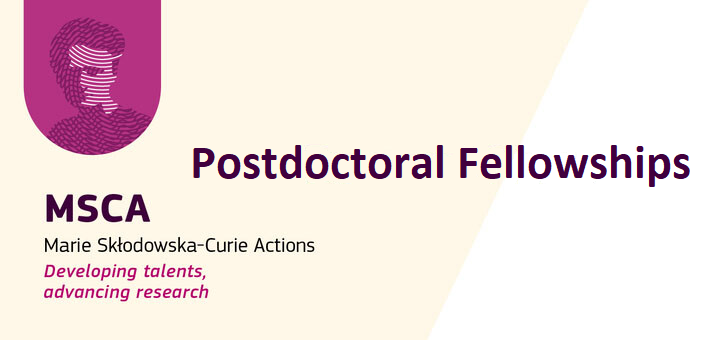 Postdoctoral Fellowships
MSCA
Marie Skłodowska-Curie Actions
Developing talents,
advancing research